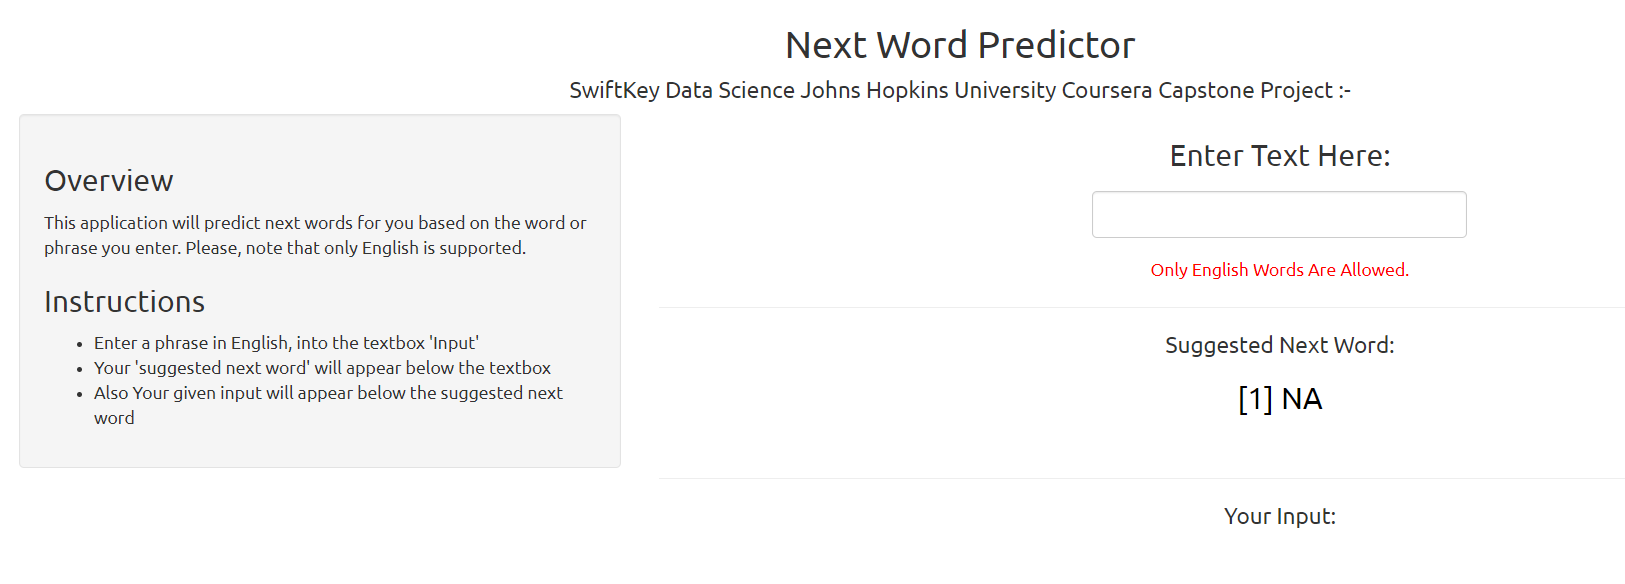 Next Word Predictor
SwiftKey Data Science Johns Hopkins University Coursera Capstone Project :-
Overview
This application will predict next words for you based on the word or
phrase you enter. Please, note that only English is supported.
Instructions
• Enter a phrase in English, into the textbox 'Input'
• Your 'suggested next word' will appear below the textbox
• Also Your given input will appear below the suggested next
word
Enter Text Here:
Only English Words Are Allowed.
Suggested Next Word:
[1] NA
Your Input: